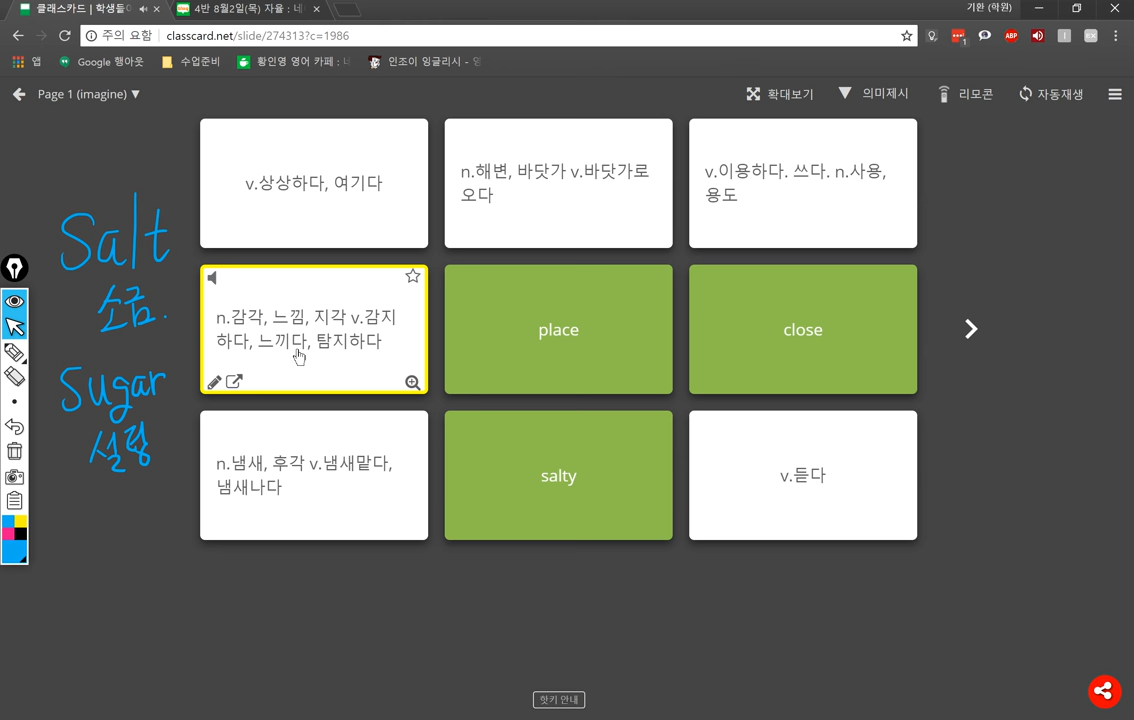 클래스카드 | 학생들이
4반 8월2일(목) 자율 : 네
기환 (학원)
주의 요함 | classcard.net/slide/274313?c=1986
앱
Google 행아웃
수업준비
황인영 영어 카페 : 네
인조이 잉글리시 - 영
Page 1 (imagine) ▼
확대보기
의미제시
리모콘
자동재생
v.상상하다, 여기다
n.해변, 바닷가 v.바닷가로
오다
v.이용하다. 쓰다. n.사용,
용도
Salt
소금.
n.감각, 느낌, 지각 v.감지
하다, 느끼다, 탐지하다
place
close
Sugar
설탕
n.냄새, 후각 v.냄새맡다,
냄새나다
salty
v.듣다
핫키 안내